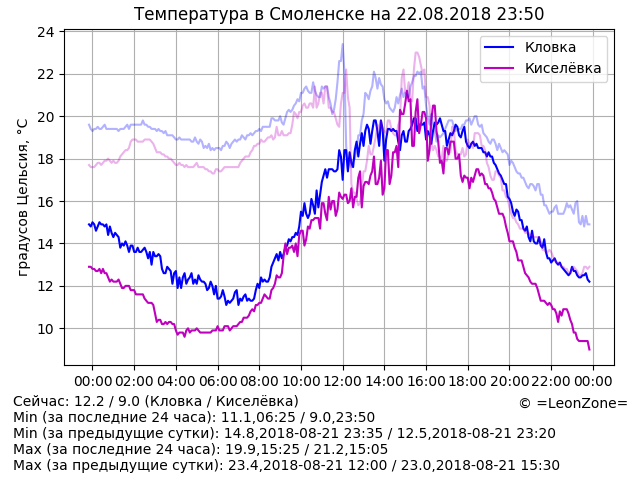 Температура в Смоленске на 22.08.2018 23:50
Кловка
Киселёвка
градусов Цельсия, °C
24
22
20
18
16
14
12
10
00:00 02:00 04:00 06:00 08:00 10:00 12:00 14:00 16:00 18:00 20:00 22:00 00:00
Сейчас: 12.2 / 9.0 (Кловка / Киселёвка)
© =LeonZone=
Min (за последние 24 часа): 11.1,06:25 / 9.0,23:50
Min (за предыдущие сутки): 14.8,2018-08-21 23:35 / 12.5,2018-08-21 23:20
Max (за последние 24 часа): 19.9,15:25 / 21.2,15:05
Max (за предыдущие сутки): 23.4,2018-08-21 12:00 / 23.0,2018-08-21 15:30